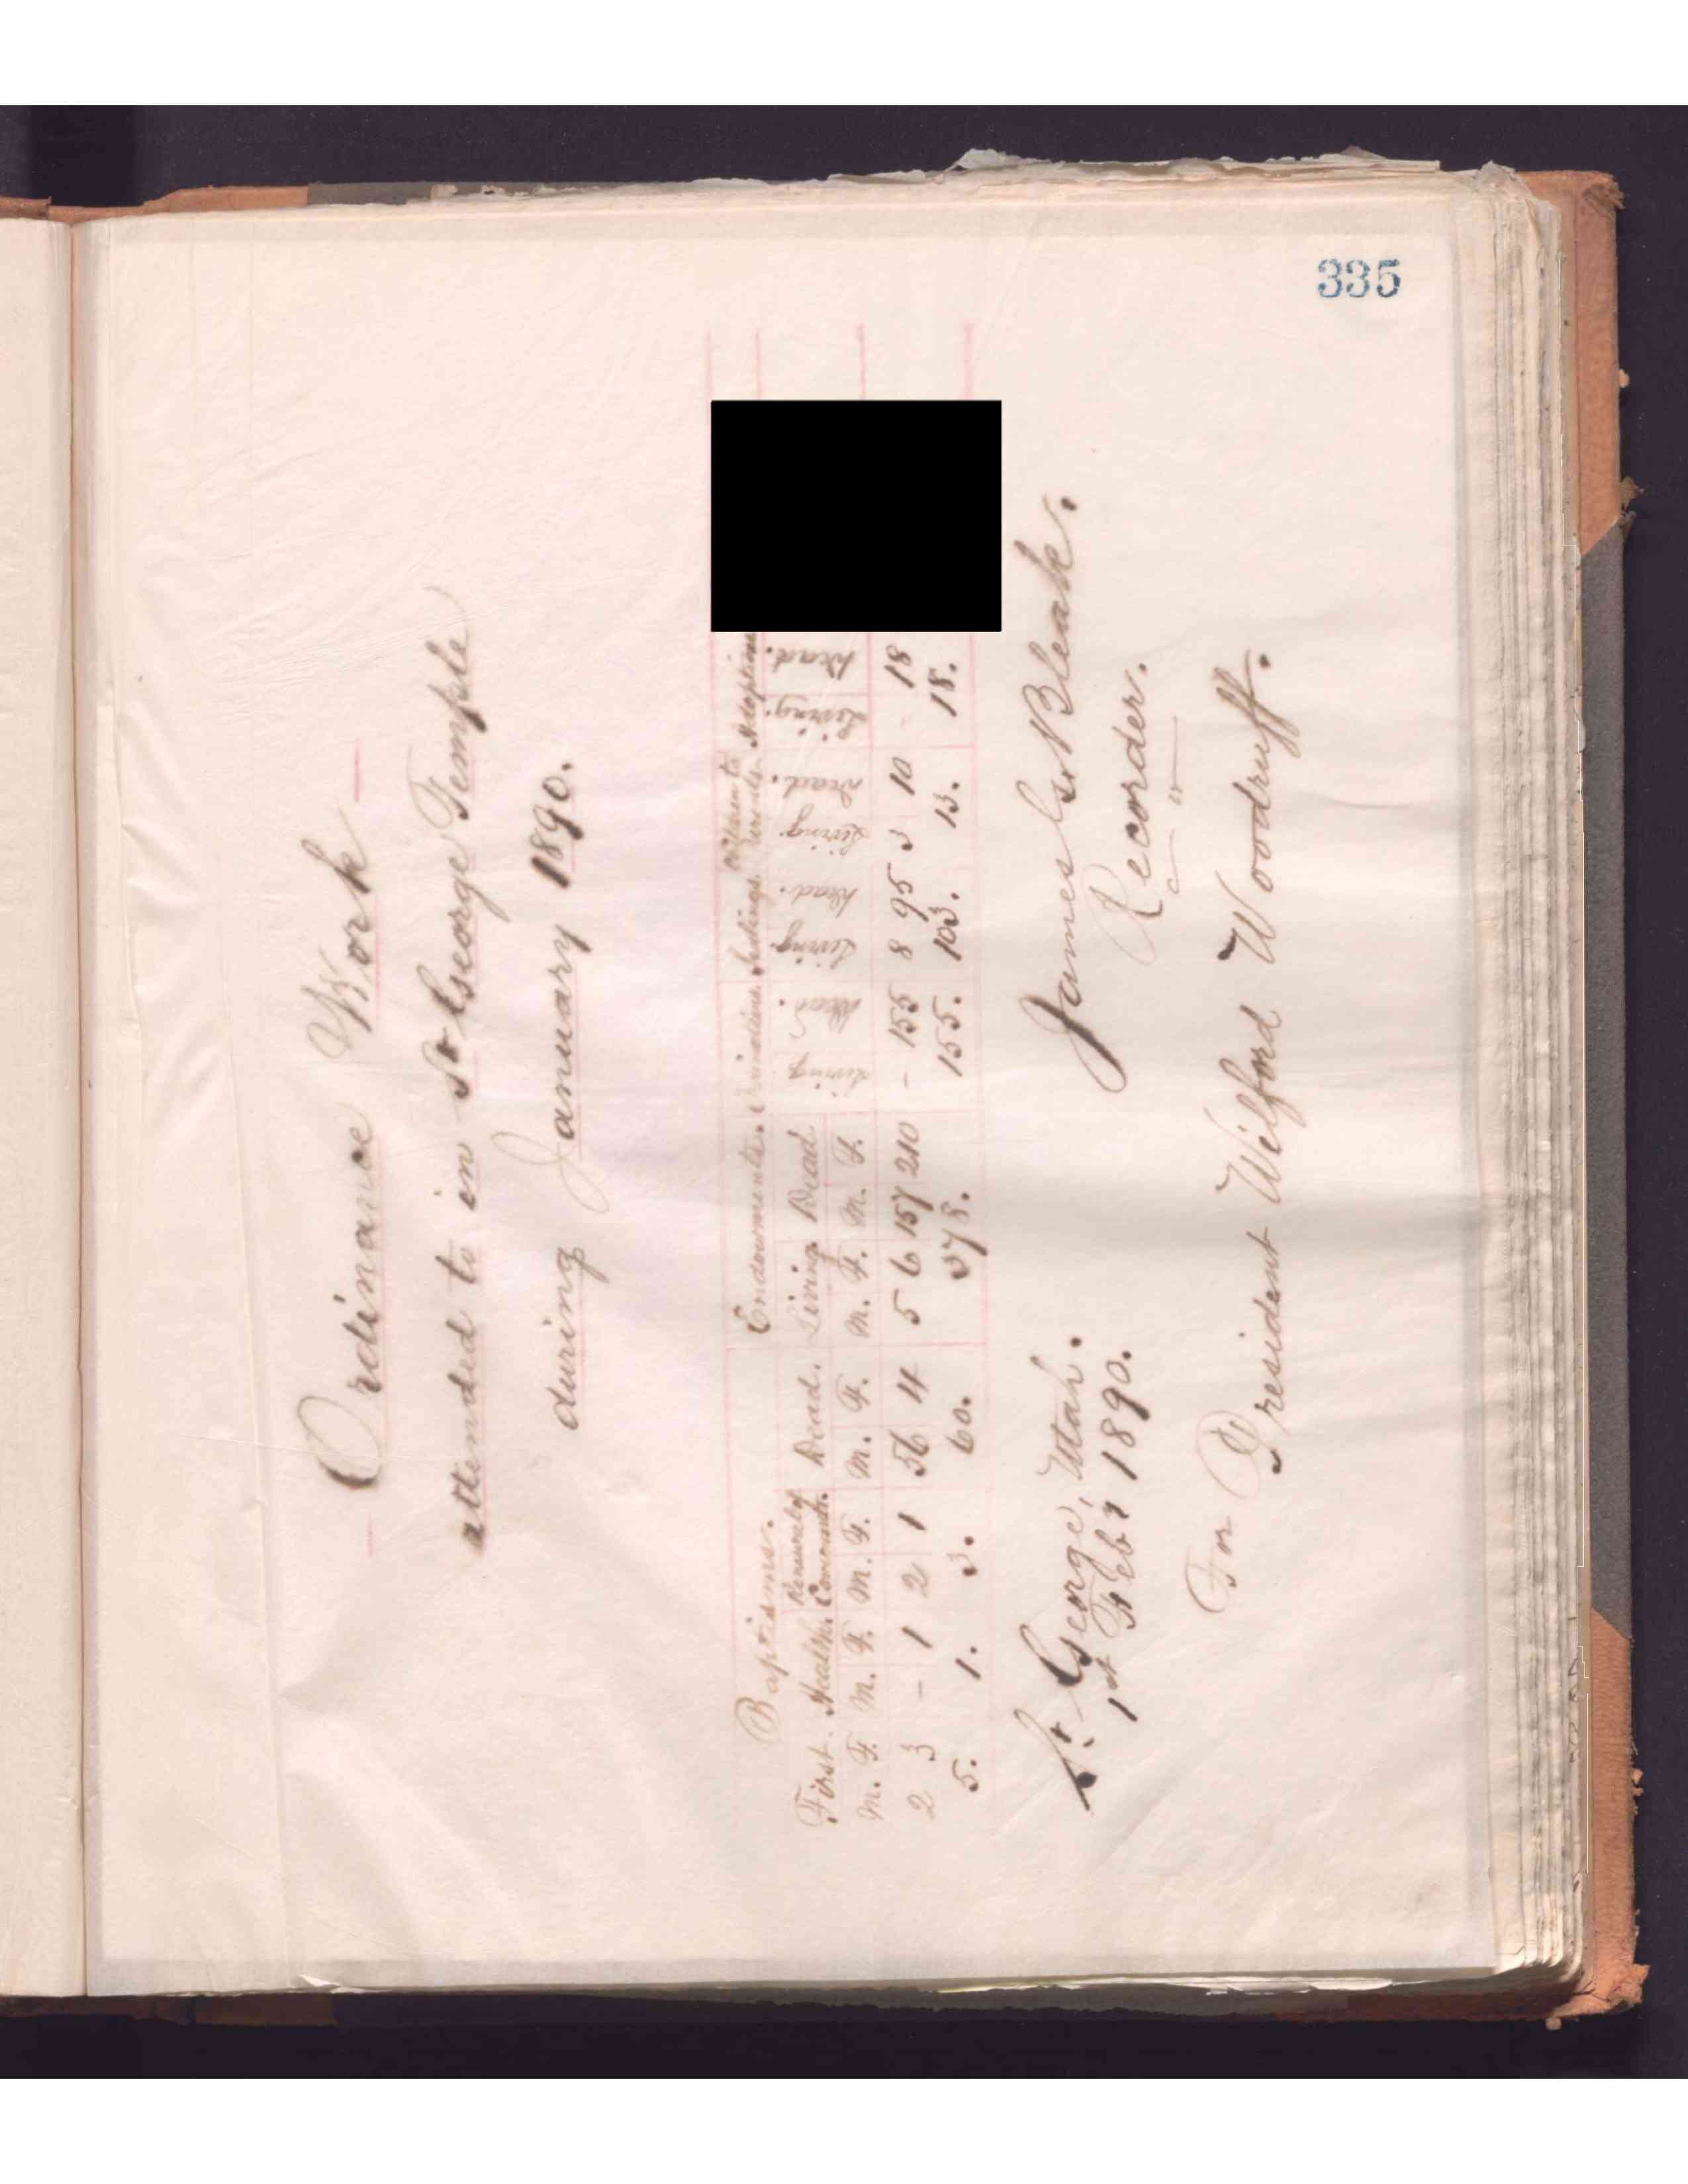 335
Ordinance Work
attended to in St George Temple
during January 1890.
Baptisms. Endowments. Ordinations. Sealings. Children to Parents. Adoptions
First. Health. Renewal of Covenants. Dead. Living Dead Living Dead. Living. Dead. Living. Dead. Living. Dead.
M. F. M. F. M. F. M. F. M. F. M. F.
2 3 - 1 2 1 56 4 5 6 157 210 - 155 8 95 3 10 - 18
5. 1. 3. 60. 378. 155. 103. 13. 18.
St George, Utah. James G. Bleak.
1st Feby 1890. Recorder.
For President Wilford Woodruff.